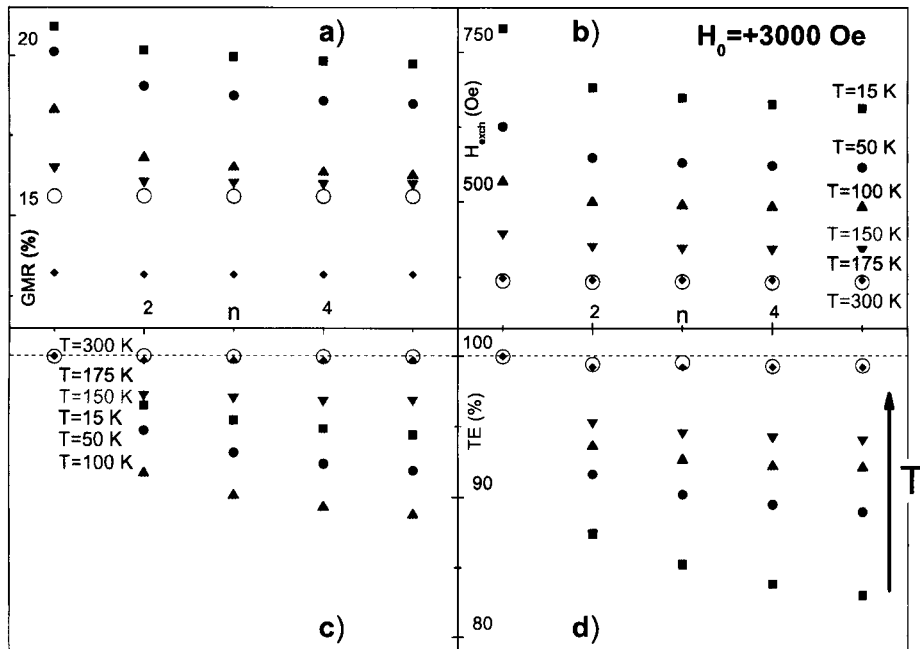 a)
20
15
GMR (%)
2
n
4
b)
H₀=+3000 Oe
750
500
H_exch (Oe)
T=15 K
T=50 K
T=100 K
T=150 K
T=175 K
T=300 K
2
n
4
T=300 K
T=175 K
T=150 K
T=15 K
T=50 K
T=100 K
c)
100
90
80
TE (%)
d)
T